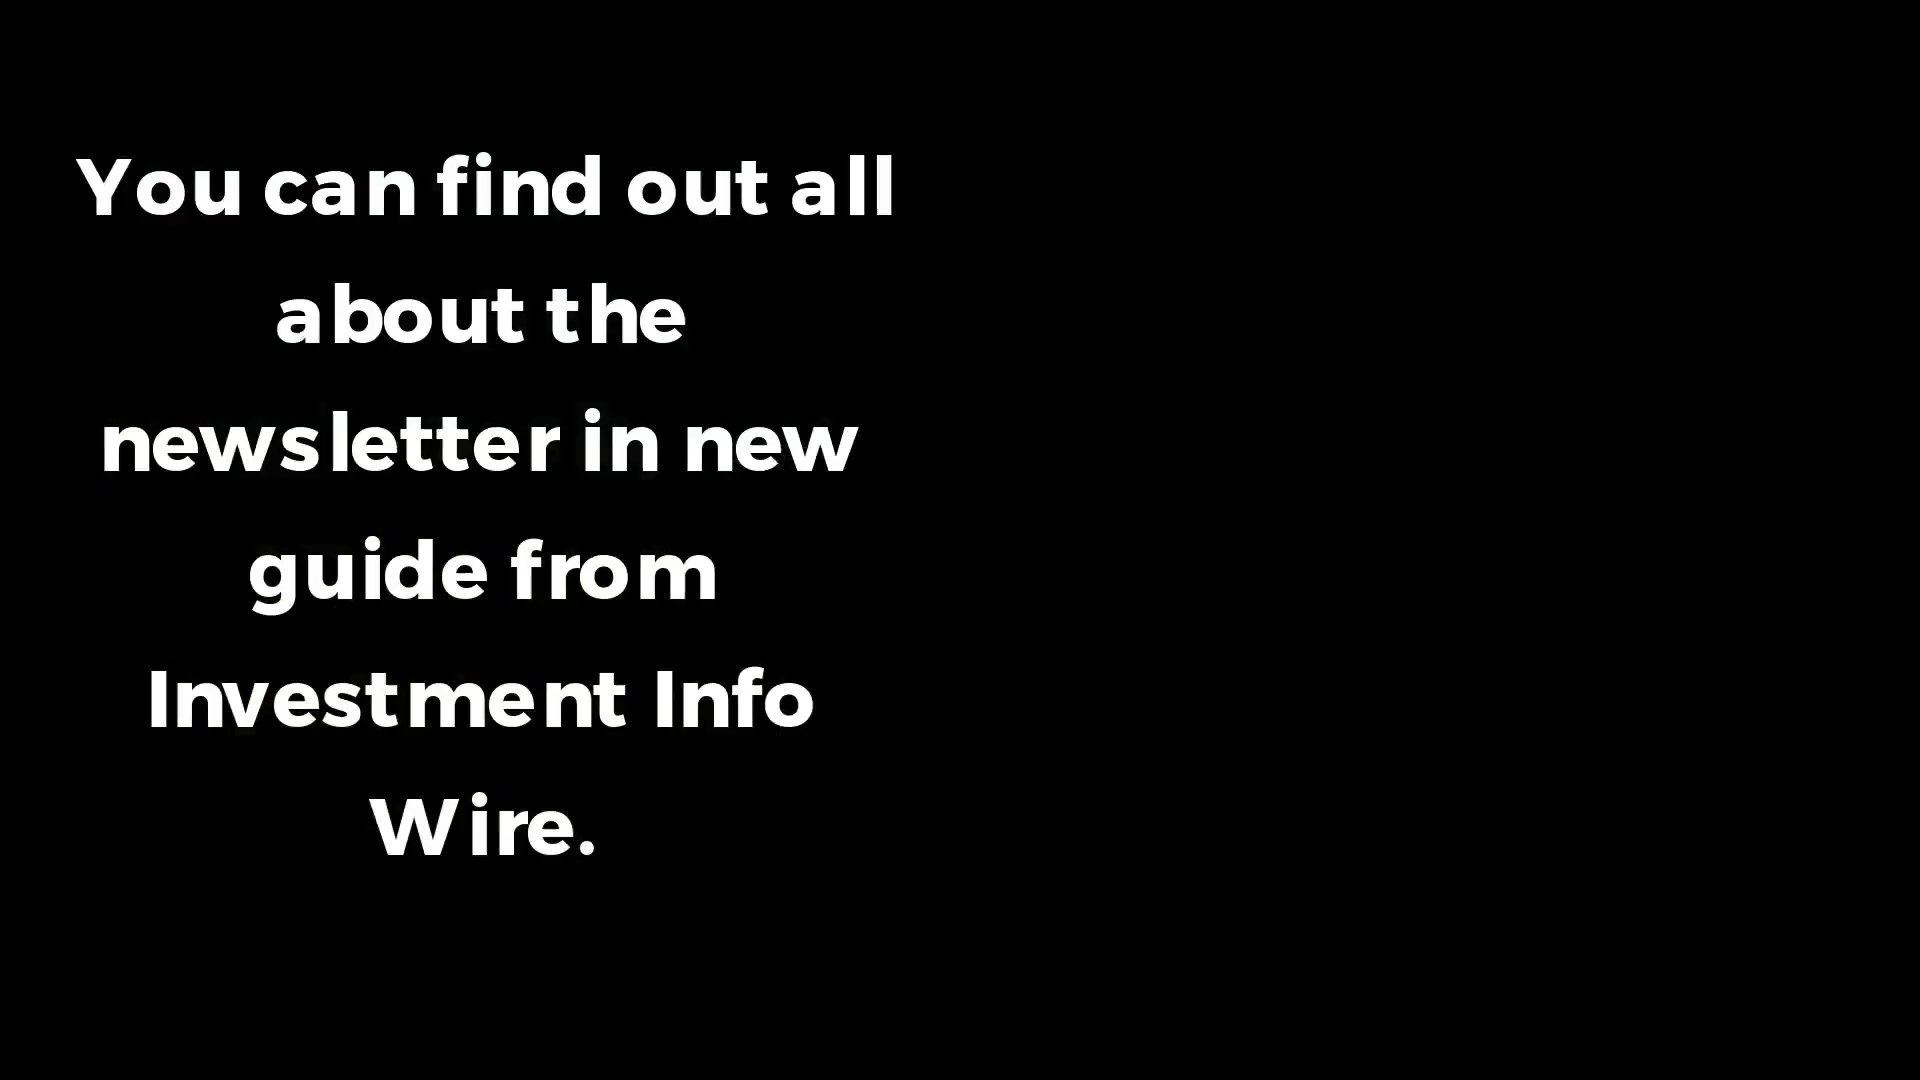 You can find out all
about the
newsletter in new
guide from
Investment Info
Wire.